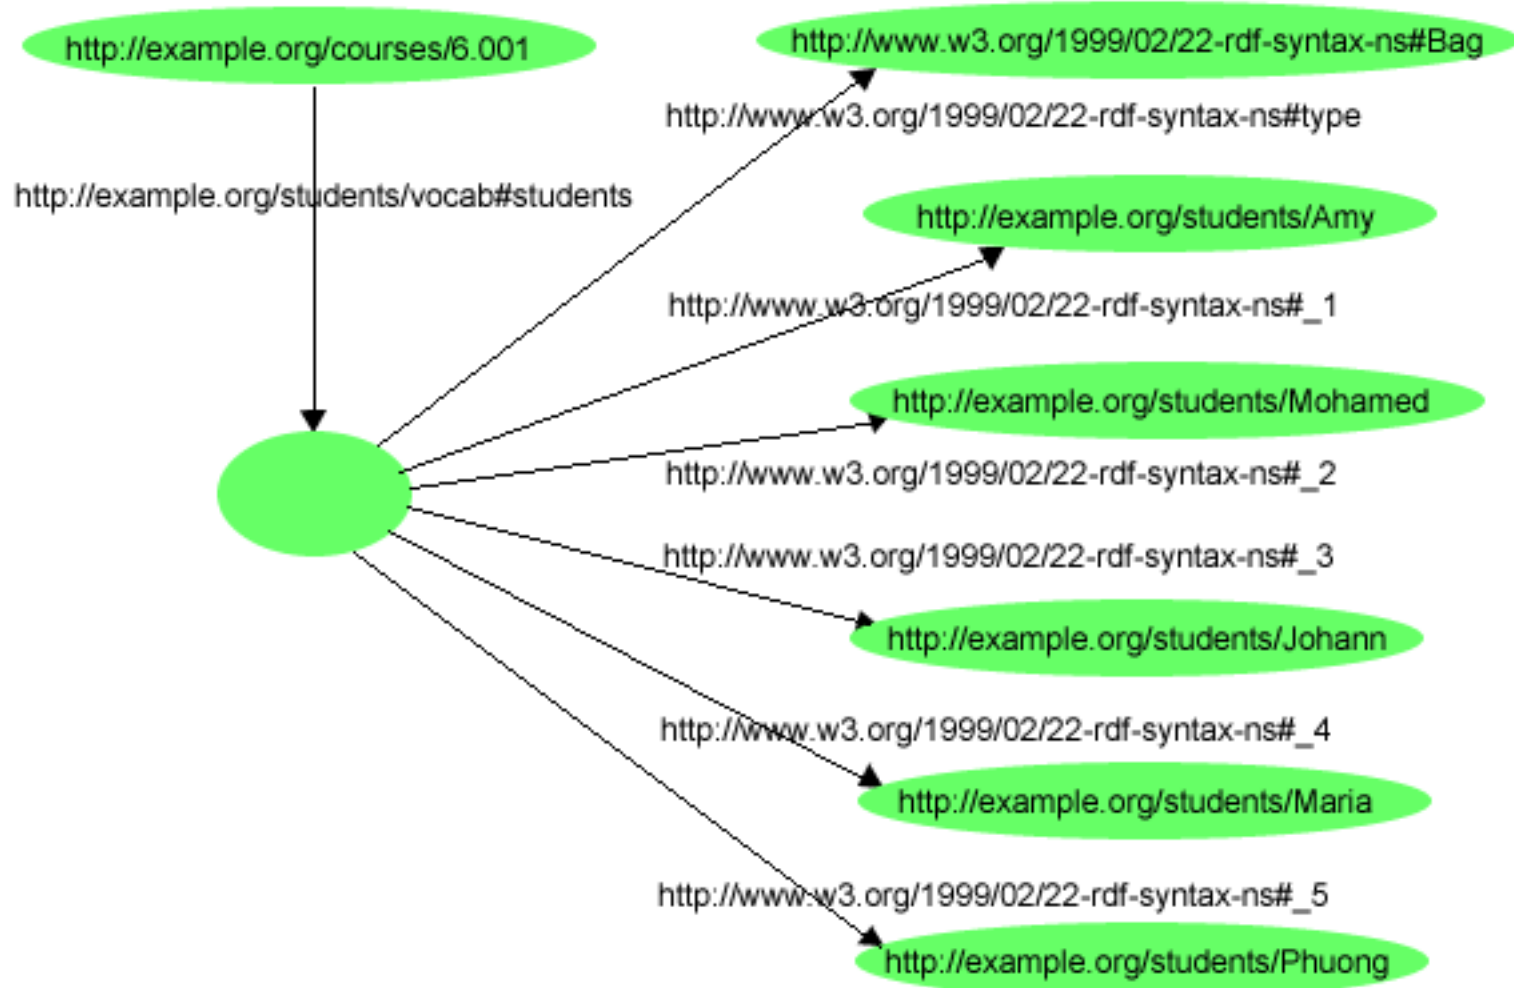 http://example.org/courses/6.001
http://www.w3.org/1999/02/22-rdf-syntax-ns#Bag
http://www.w3.org/1999/02/22-rdf-syntax-ns#type
http://example.org/students/vocab#students
http://example.org/students/Amy
http://www.w3.org/1999/02/22-rdf-syntax-ns#_1
http://example.org/students/Mohamed
http://www.w3.org/1999/02/22-rdf-syntax-ns#_2
http://www.w3.org/1999/02/22-rdf-syntax-ns#_3
http://example.org/students/Johann
http://www.w3.org/1999/02/22-rdf-syntax-ns#_4
http://example.org/students/Maria
http://www.w3.org/1999/02/22-rdf-syntax-ns#_5
http://example.org/students/Phuong